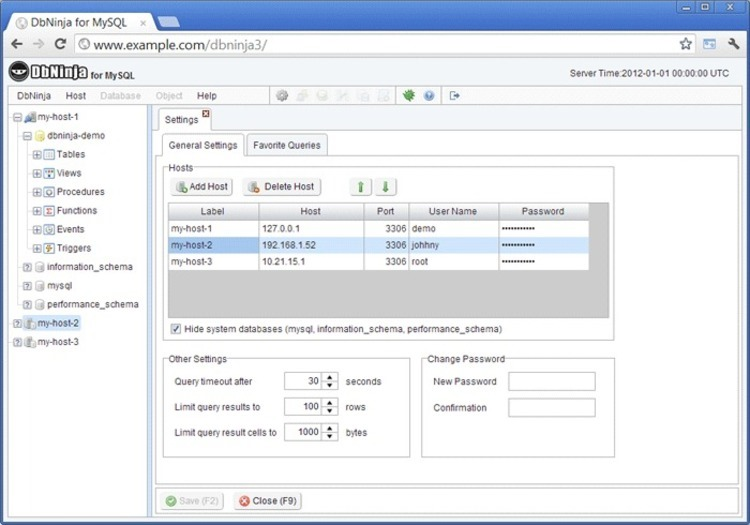 DbNinja for MySQL
www.example.com/dbninja3/
DbNinja for MySQL
Server Time:2012-01-01 00:00:00 UTC
DbNinja Host Database Object Help
my-host-1
dbninja-demo
Tables
Views
Procedures
Functions
Events
Triggers
information_schema
mysql
performance_schema
my-host-2
my-host-3
Settings
General Settings Favorite Queries
Hosts
Add Host Delete Host
Label Host Port User Name Password
my-host-1 127.0.0.1 3306 demo •••••••••••
my-host-2 192.168.1.52 3306 johhny •••••••••••
my-host-3 10.21.15.1 3306 root •••••••••••
Hide system databases (mysql, information_schema, performance_schema)
Other Settings
Query timeout after 30 seconds
Limit query results to 100 rows
Limit query result cells to 1000 bytes
Change Password
New Password
Confirmation
Save (F2) Close (F9)